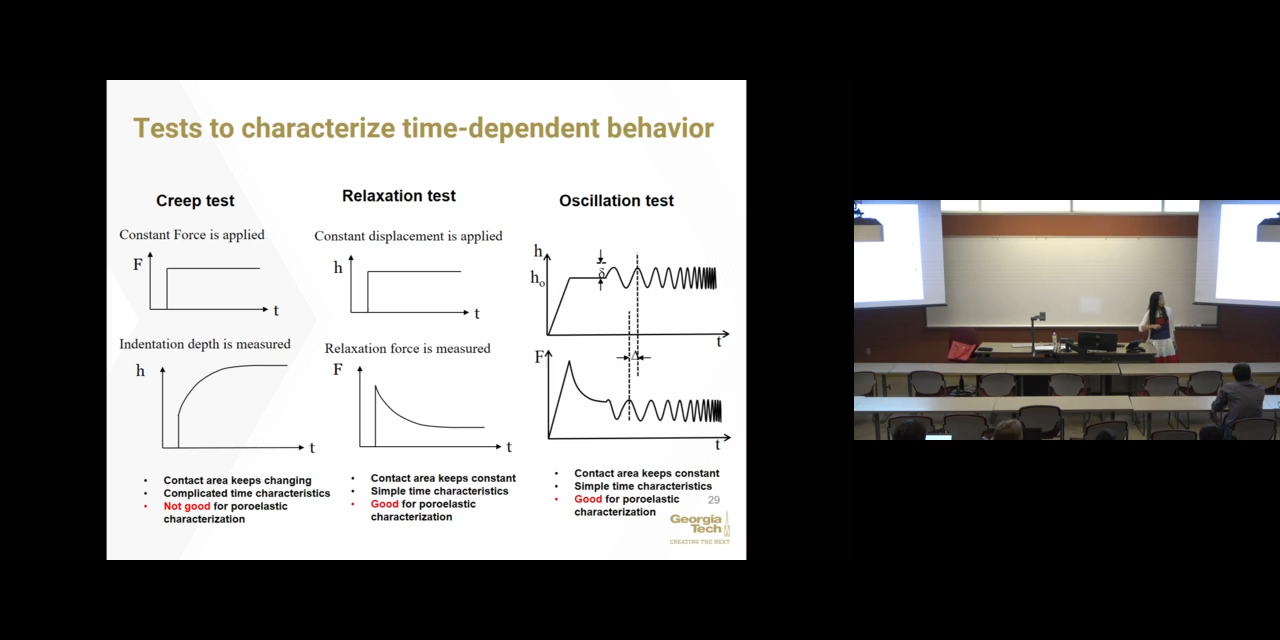 Tests to characterize time-dependent behavior
Creep test
Constant Force is applied
F
t
Indentation depth is measured
h
t
• Contact area keeps changing
• Complicated time characteristics
• Not good for poroelastic
characterization
Relaxation test
Constant displacement is applied
h
t
Relaxation force is measured
F
t
• Contact area keeps constant
• Simple time characteristics
• Good for poroelastic
characterization
Oscillation test
h
h₀
δ
t
F
Δ
t
• Contact area keeps constant
• Simple time characteristics
• Good for poroelastic
characterization
29
Georgia
Tech
CREATING THE NEXT